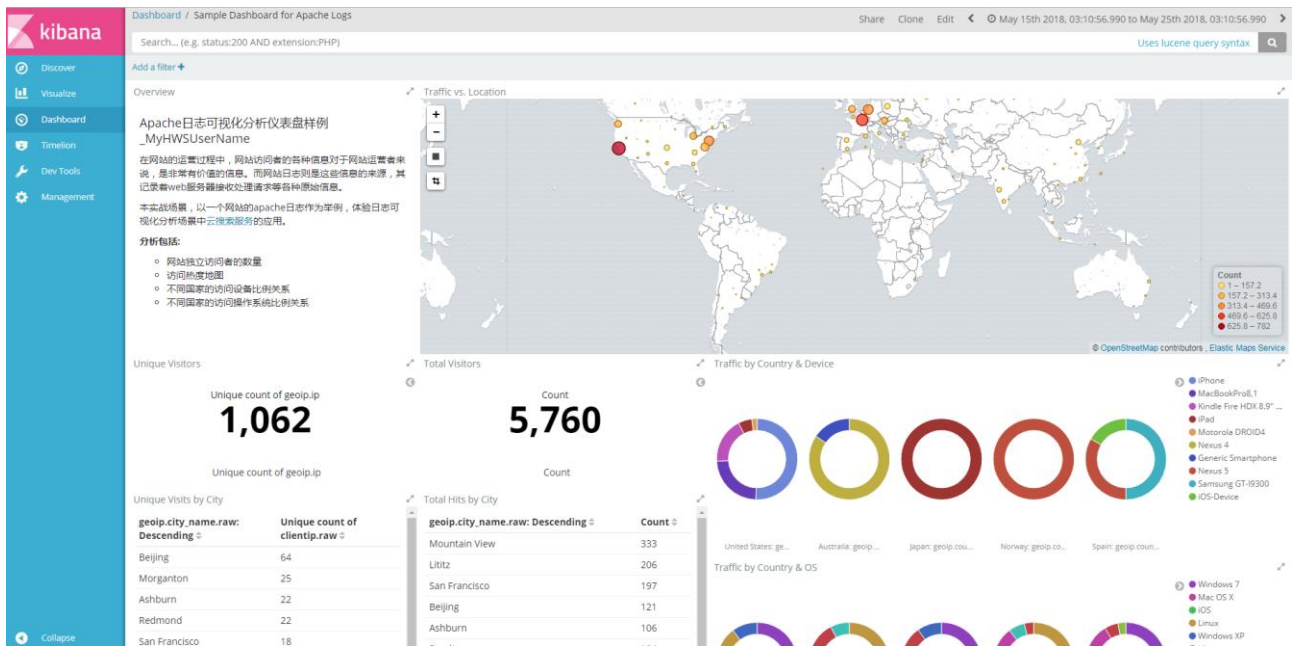 kibana
Discover
Visualize
Dashboard
Timelion
Dev Tools
Management
Collapse
Dashboard / Sample Dashboard for Apache Logs
Share Clone Edit May 15th 2018, 03:10:56.990 to May 25th 2018, 03:10:56.990
Search... (e.g. status:200 AND extension:PHP)
Uses lucene query syntax
Add a filter +
Overview
Apache日志可视化分析仪表盘样例
_MyHWSUserName
在网站的运营过程中，网站访问者的各种信息对于网站运营者来
说，是非常有价值的信息。而网站日志则是这些信息的来源，其
记录着web服务器接收处理请求等各种原始信息。
本实战场景，以一个网站的apache日志作为举例，体验日志可
视化分析场景中云搜索服务的应用。
分析包括:
网站独立访问者的数量
访问热度地图
不同国家的访问设备比例关系
不同国家的访问操作系统比例关系
Traffic vs. Location
+
−
Count
1 – 157.2
157.2 – 313.4
313.4 – 469.6
469.6 – 625.8
625.8 – 782
© OpenStreetMap contributors , Elastic Maps Service
Unique Visitors
Unique count of geoip.ip
1,062
Unique count of geoip.ip
Total Visitors
Count
5,760
Count
Traffic by Country & Device
iPhone
MacBookPro8,1
Kindle Fire HDX 8.9" ...
iPad
Motorola DROID4
Nexus 4
Generic Smartphone
Nexus 5
Samsung GT-I9300
iOS-Device
United States: ge...
Australia: geoip....
Japan: geoip.cou...
Norway: geoip.co...
Spain: geoip.coun...
Unique Visits by City
geoip.city_name.raw: Descending
Unique count of clientip.raw
Beijing 64
Morganton 25
Ashburn 22
Redmond 22
San Francisco 18
Total Hits by City
geoip.city_name.raw: Descending Count
Mountain View 333
Lititz 206
San Francisco 197
Beijing 121
Ashburn 106
Traffic by Country & OS
Windows 7
Mac OS X
iOS
Linux
Windows XP